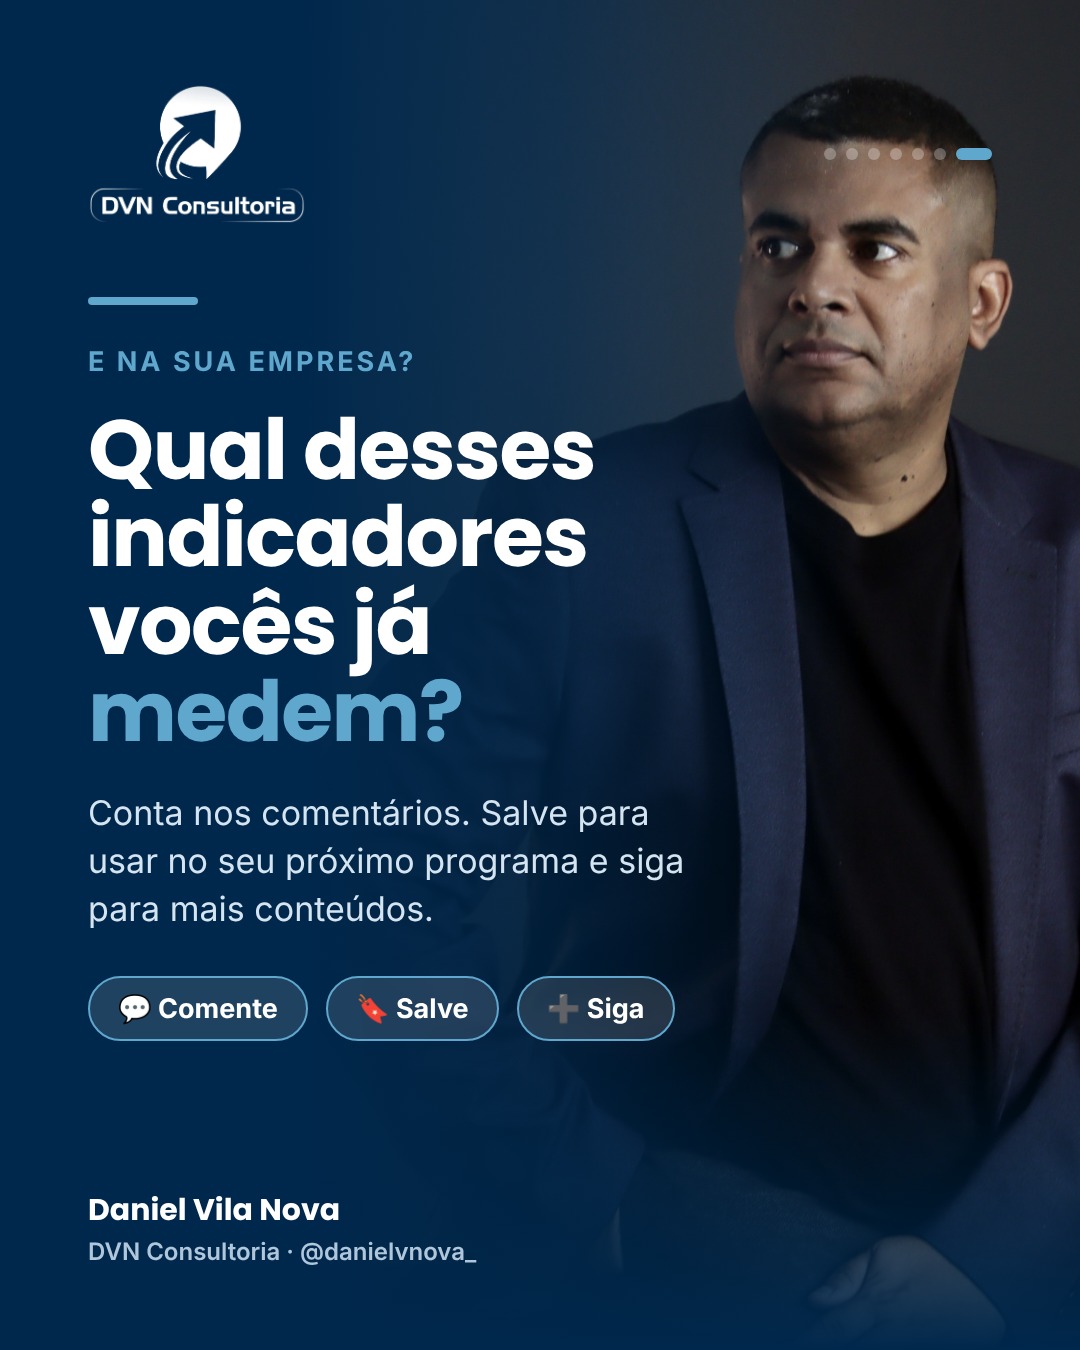 DVN Consultoria
E NA SUA EMPRESA?
Qual desses
indicadores
vocês já
medem?
Conta nos comentários. Salve para
usar no seu próximo programa e siga
para mais conteúdos.
💬 Comente
🔖 Salve
➕ Siga
Daniel Vila Nova
DVN Consultoria · @danielvnova_